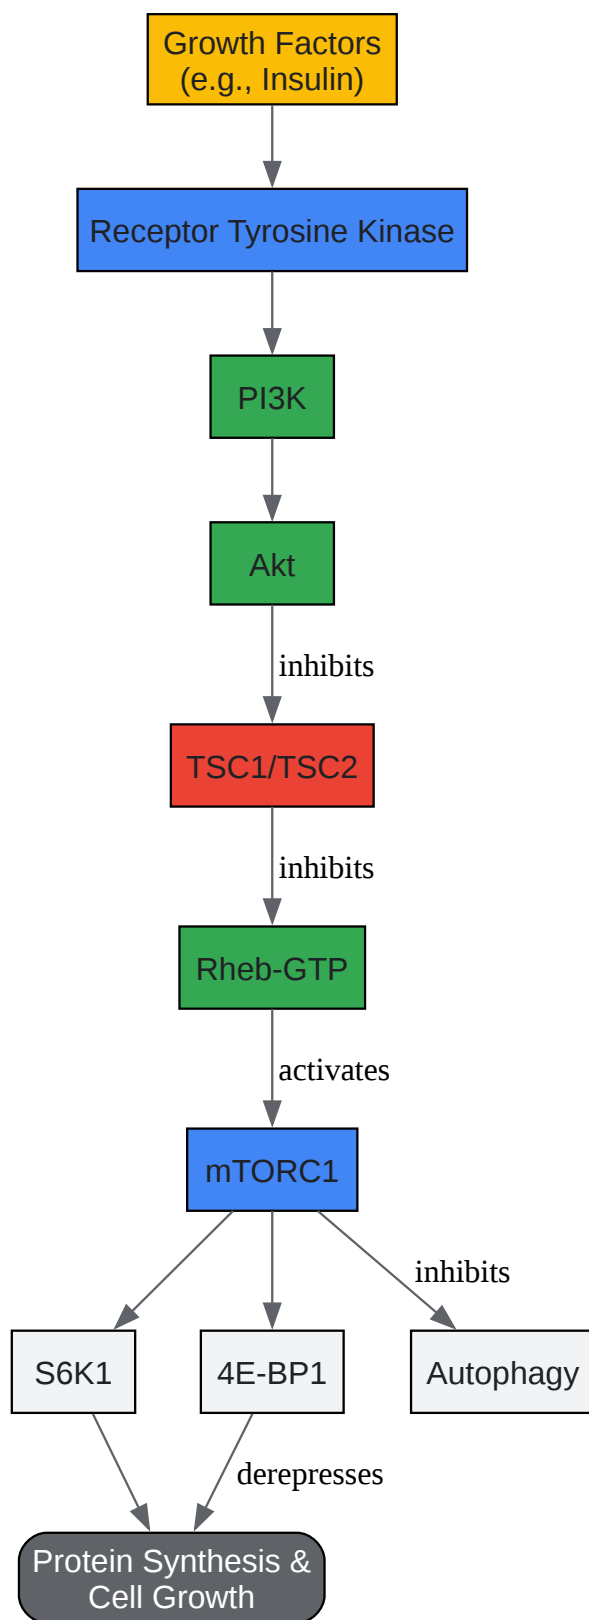 Growth Factors
(e.g., Insulin)
Receptor Tyrosine Kinase
PI3K
Akt
inhibits
TSC1/TSC2
inhibits
Rheb-GTP
activates
mTORC1
inhibits
S6K1
4E-BP1
Autophagy
derepresses
Protein Synthesis &
Cell Growth